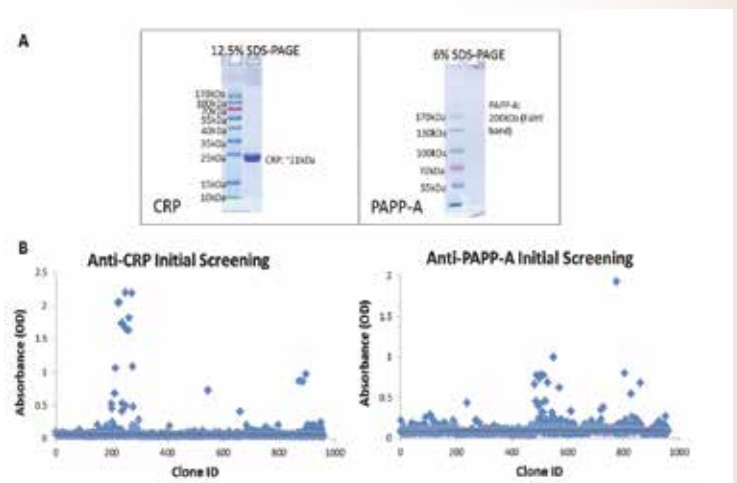 A
12.5% SDS-PAGE
170kDa
100kDa
70kDa
55kDa
40kDa
35kDa
25kDa
15kDa
10kDa
CRP: ~23kDa
CRP
6% SDS-PAGE
170kDa
130kDa
100kDa
70kDa
55kDa
PAPP-A:
200kDa (faint
band)
PAPP-A
B
Anti-CRP Initial Screening
Absorbance (OD)
2.5
2
1.5
1
0.5
0
0 200 400 600 800 1000
Clone ID
Anti-PAPP-A Initial Screening
Absorbance (OD)
2
1
0.5
0
0 200 400 600 800 1000
Clone ID